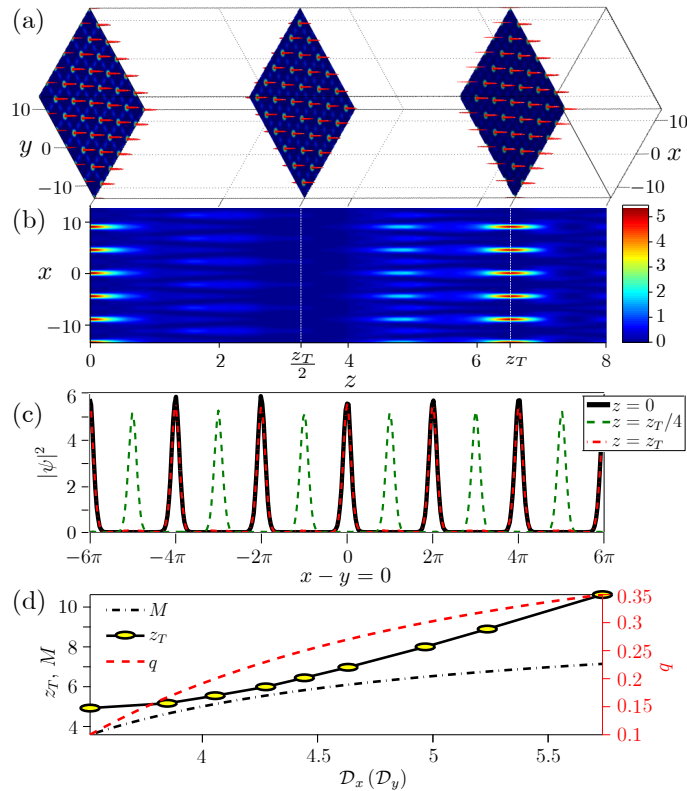 (a)
10
y
0
−10
10
0
x
−10
(b)
10
x
0
−10
0
2
z_T/2
4
6
z_T
8
z
5
4
3
2
1
0
(c)
6
4
2
0
|ψ|²
z = 0
z = z_T/4
z = z_T
−6π −4π −2π 0 2π 4π 6π
x − y = 0
(d)
10
8
6
4
z_T, M
M
z_T
q
0.35
0.3
0.25
0.2
0.15
0.1
q
4 4.5 5 5.5
𝒟_x (𝒟_y)